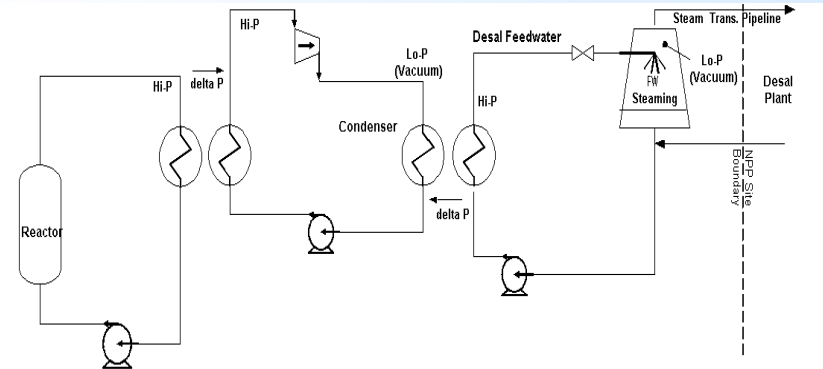 Steam Trans. Pipeline
Hi-P
Desal Feedwater
Lo-P
(Vacuum)
Lo-P
(Vacuum)
Hi-P
delta P
FW
Steaming
Desal
Plant
Hi-P
Condenser
NPP Site
Boundary
delta P
Reactor